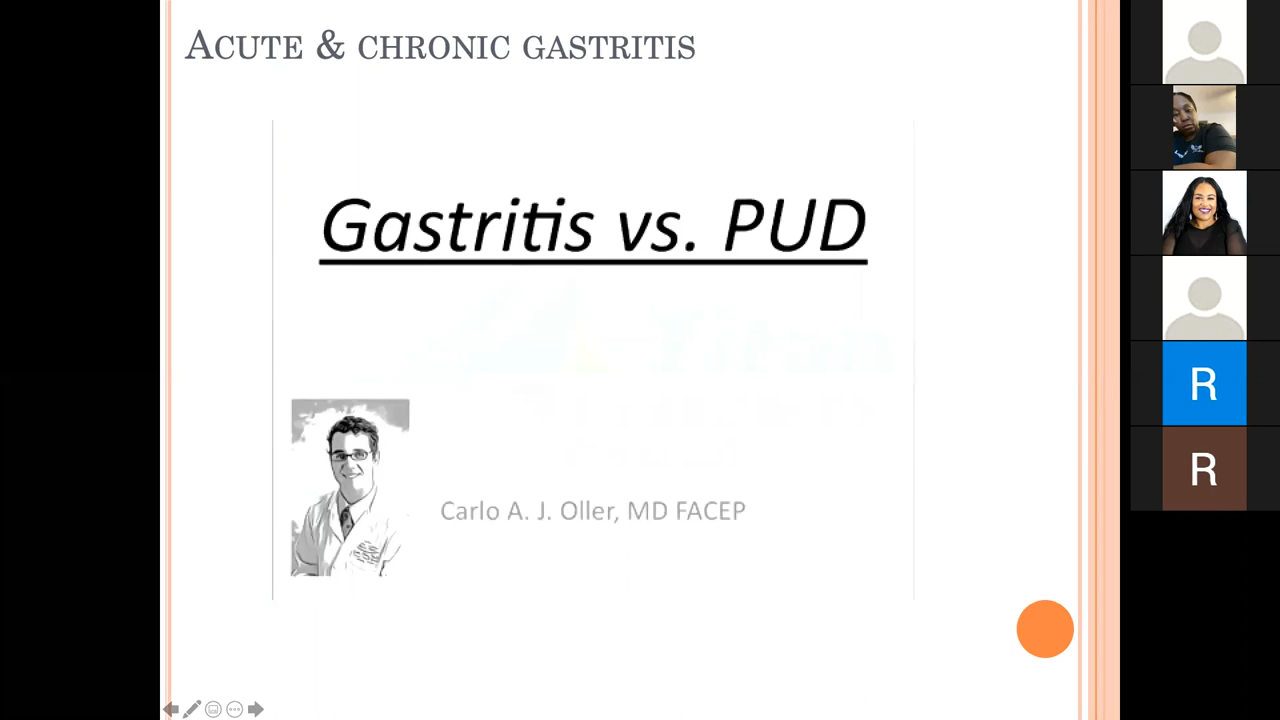 Acute & chronic gastritis
Gastritis vs. PUD
Carlo A. J. Oller, MD FACEP
R
R